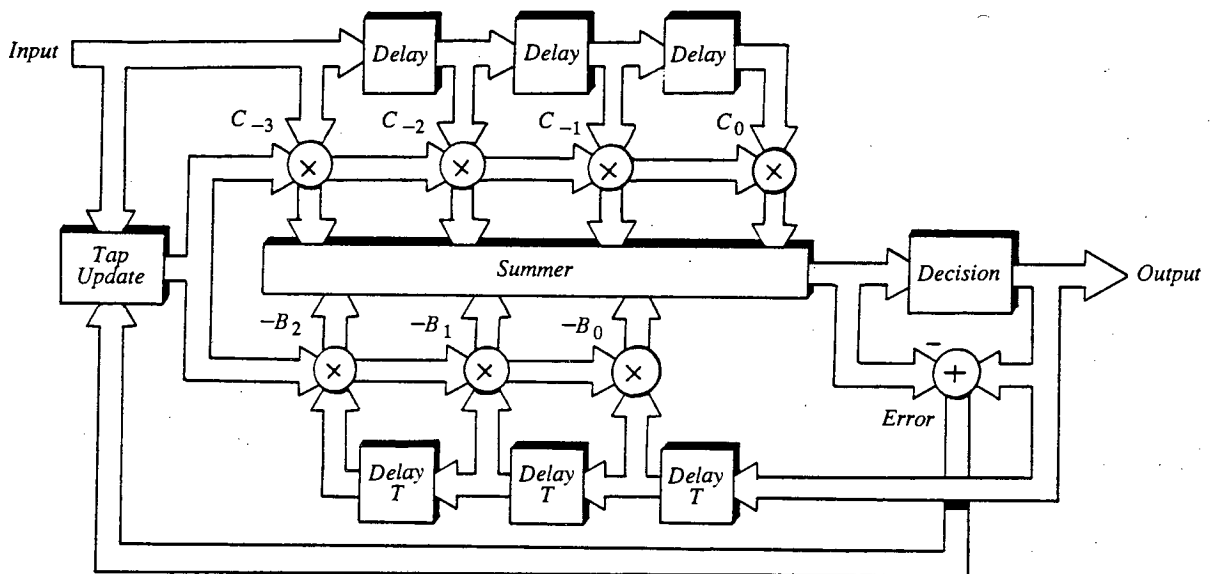 Input
Delay
Delay
Delay
C₋₃
C₋₂
C₋₁
C₀
×
×
×
×
Tap
Update
Summer
Decision
Output
−B₂
−B₁
−B₀
×
×
×
−
+
Error
Delay
T
Delay
T
Delay
T